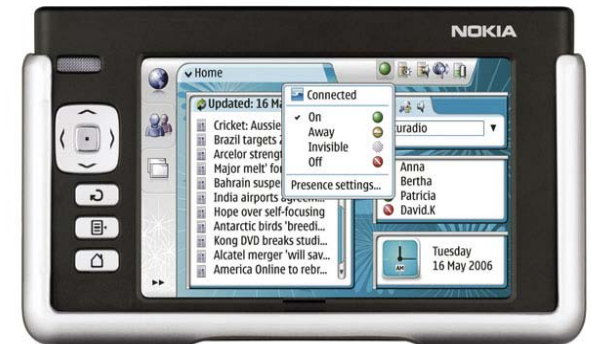 NOKIA
Home
Updated: 16 Ma
Cricket: Aussie
Brazil targets
Arcelor strengt
Major melt' fo
Bahrain suspe
India airports
Hope over self-focusing
Antarctic birds 'breedi...
Kong DVD breaks studi...
Alcatel merger 'will sav...
America Online to rebr...
Connected
On
Away
Invisible
Off
Presence settings...
uradio
Anna
Bertha
Patricia
David.K
AM
Tuesday
16 May 2006